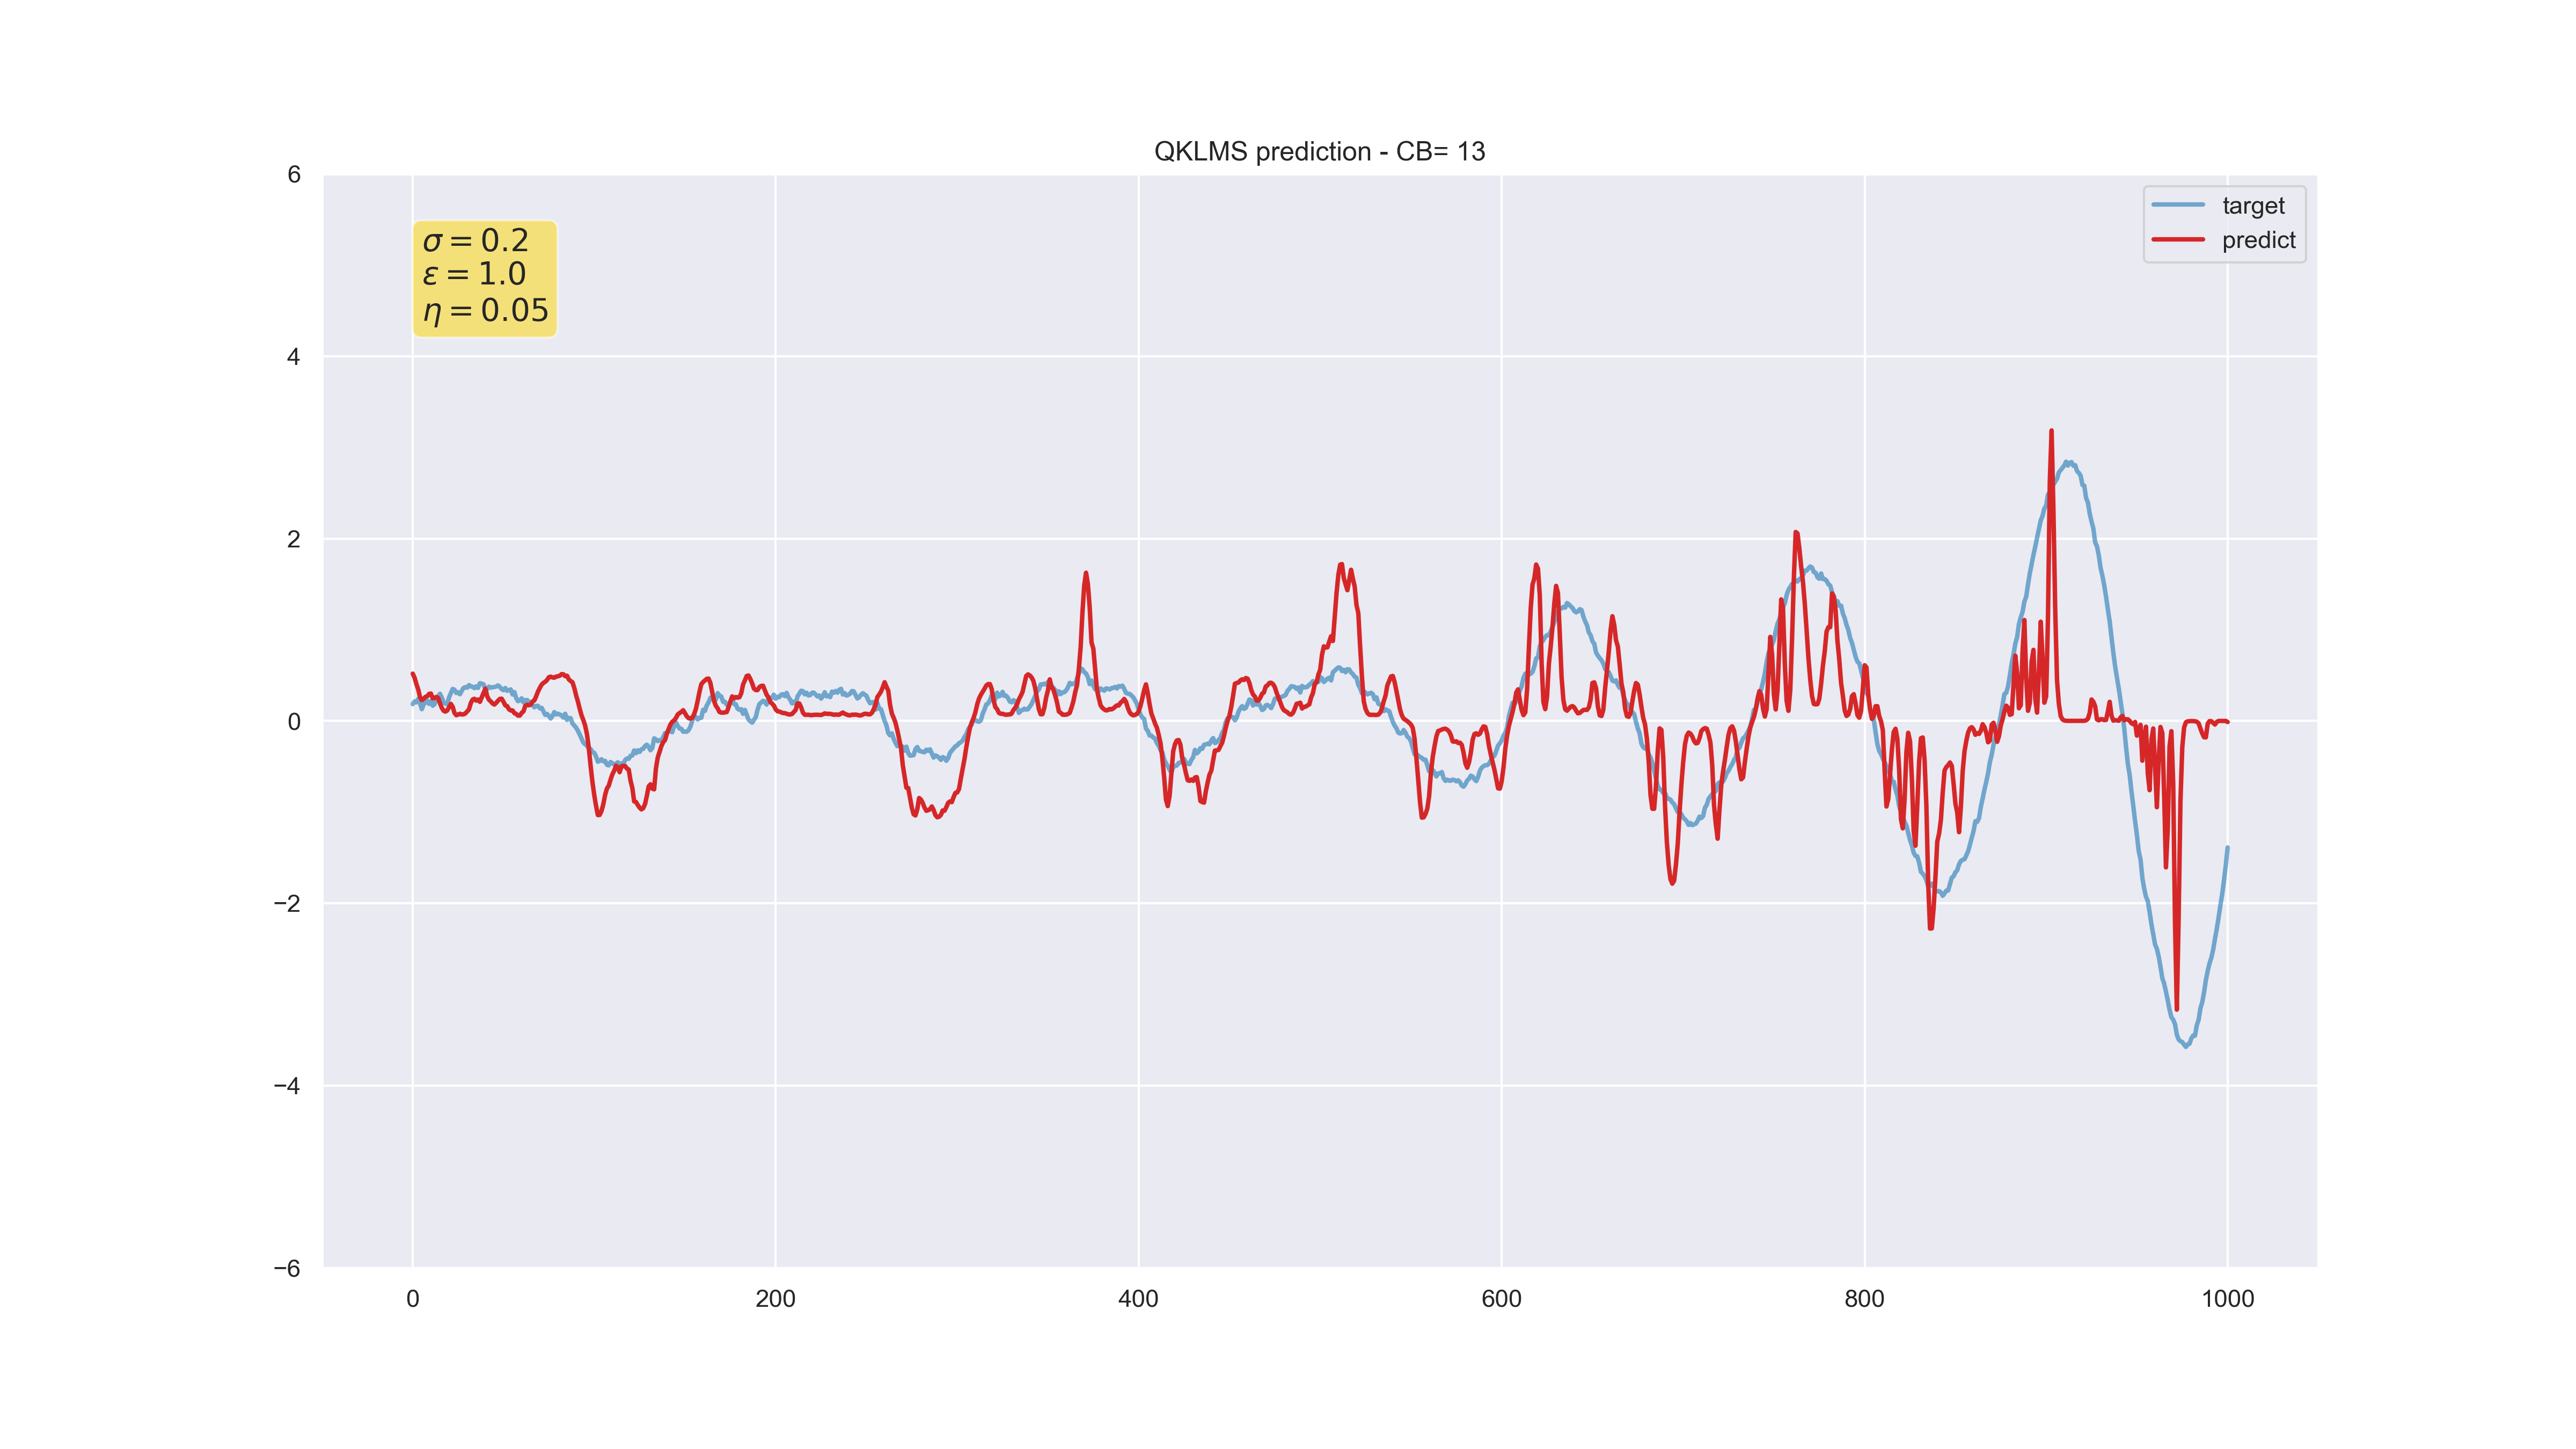 QKLMS prediction - CB= 13
6
4
2
0
−2
−4
−6
σ = 0.2
ε = 1.0
η = 0.05
target
predict
0 200 400 600 800 1000